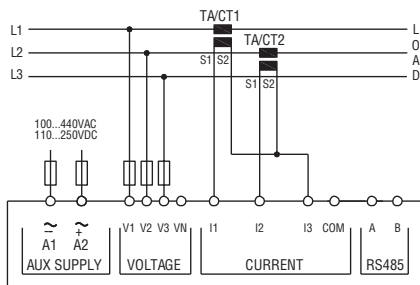 TA/CT1
L1
L
L2
TA/CT2
O
S1 S2
A
L3
S1 S2
D
100...440VAC
110...250VDC
~
–
~
+
A1
A2
V1
V2
V3
VN
I1
I2
I3
COM
A
B
AUX SUPPLY
VOLTAGE
CURRENT
RS485